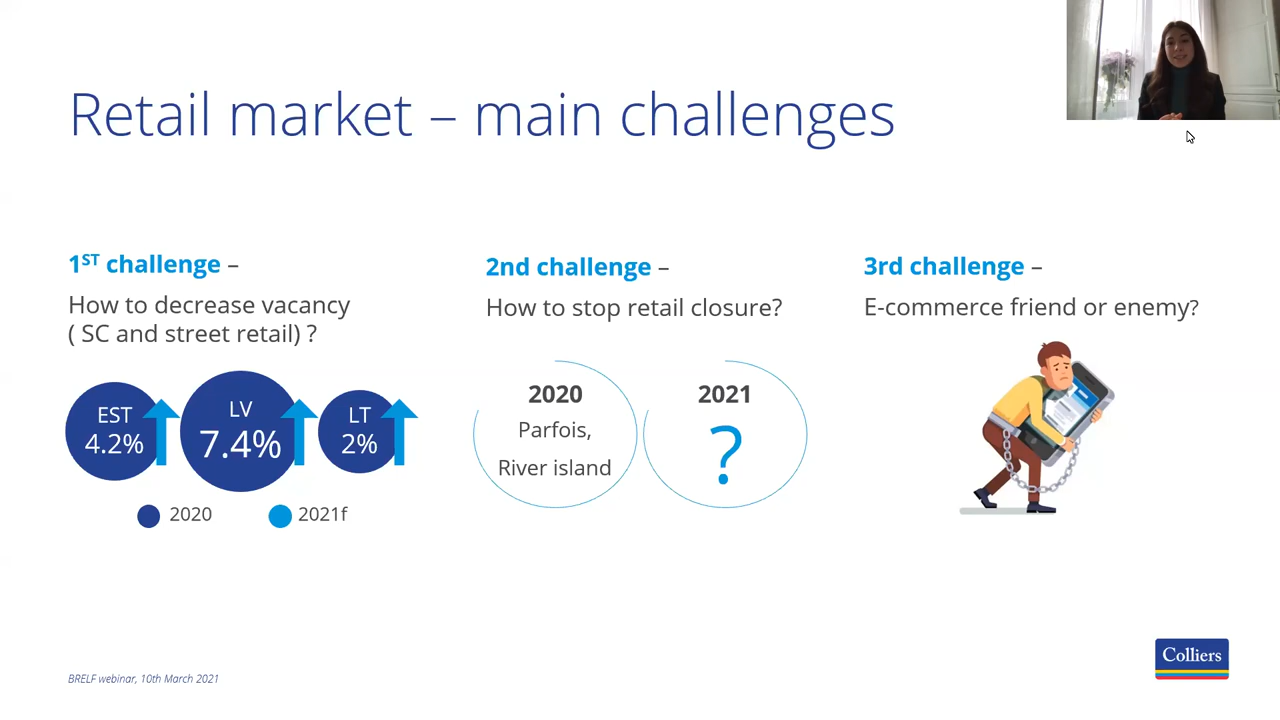 Retail market – main challenges
1ST challenge –
How to decrease vacancy
( SC and street retail) ?
EST
4.2%
LV
7.4%
LT
2%
2020
2021f
2nd challenge –
How to stop retail closure?
2020
Parfois,
River island
2021
?
3rd challenge –
E-commerce friend or enemy?
BRELF webinar, 10th March 2021
Colliers